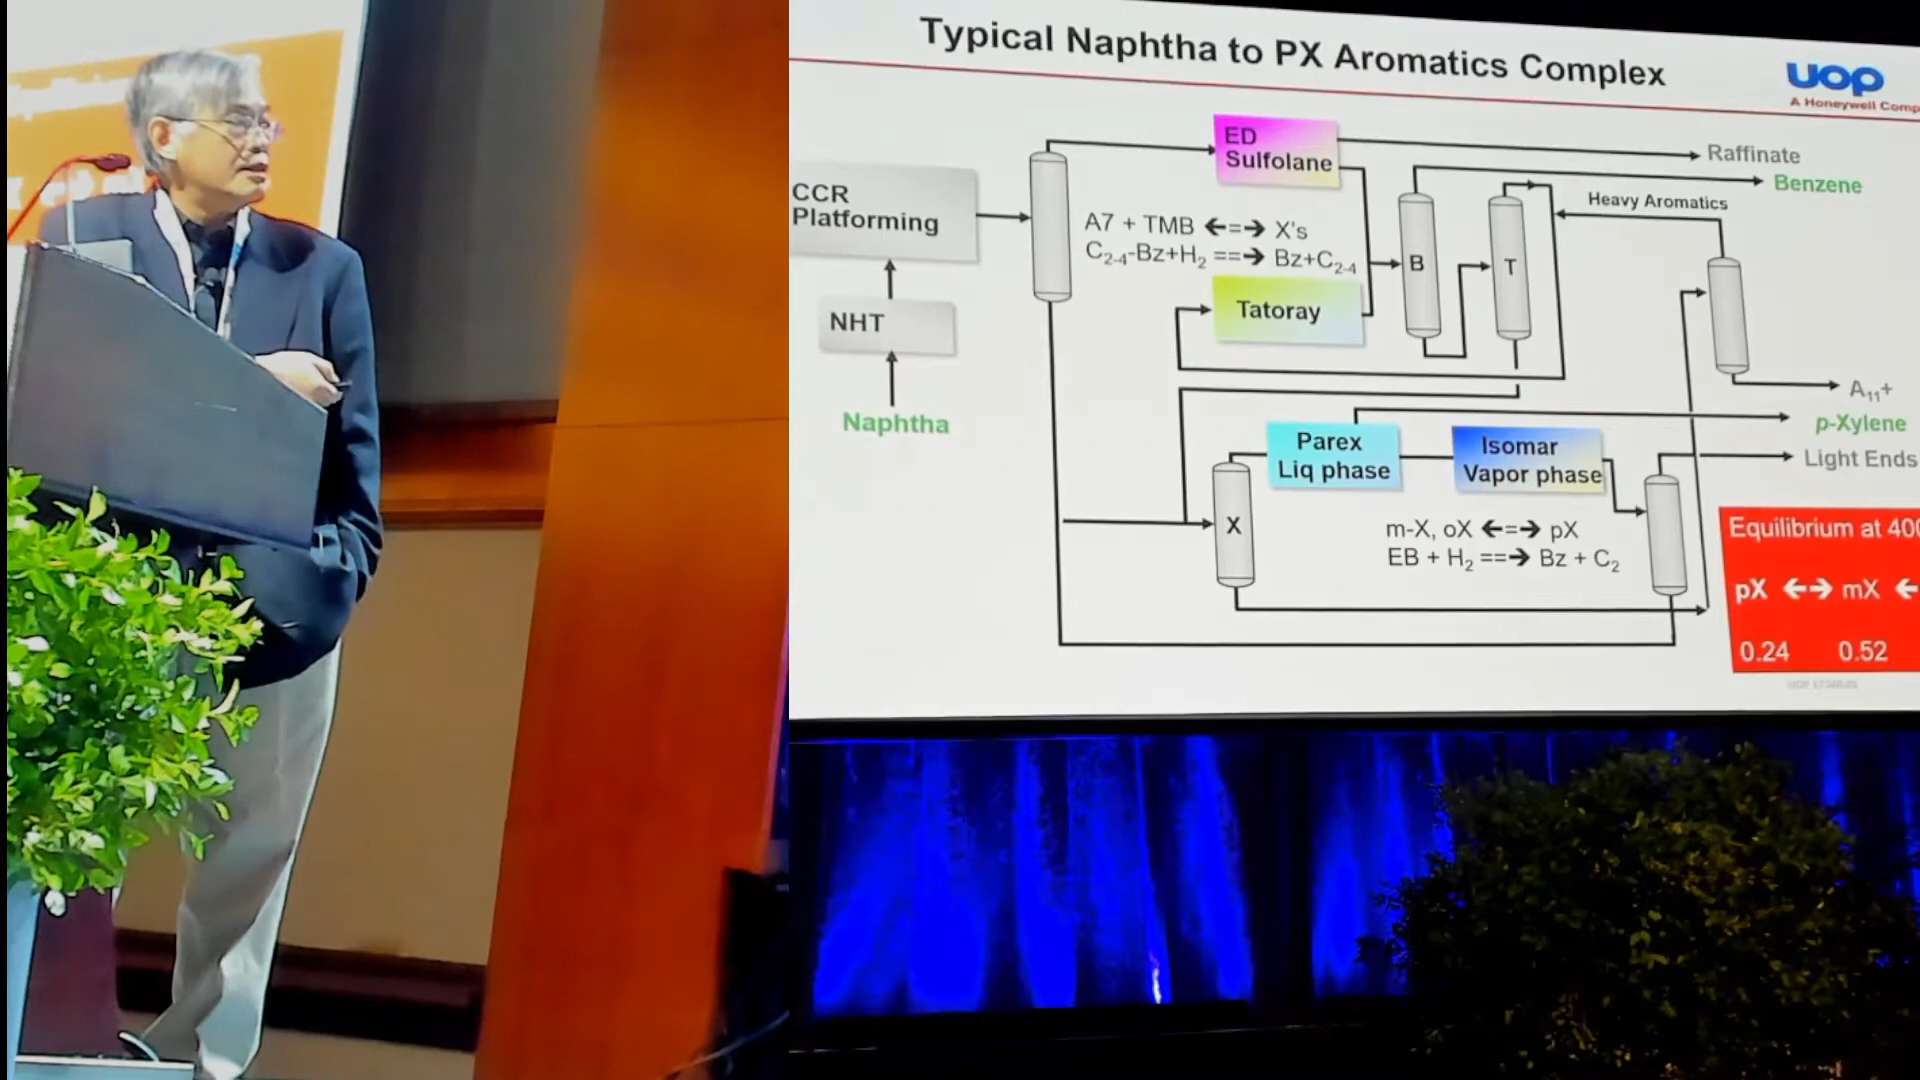 Typical Naphtha to PX Aromatics Complex
uop
A Honeywell Comp
CCR
Platforming
NHT
Naphtha
ED
Sulfolane
A7 + TMB ⬅=➔ X's
C₂₋₄-Bz+H₂ ==➔ Bz+C₂₋₄
Tatoray
B
T
Raffinate
Benzene
Heavy Aromatics
A₁₁+
p-Xylene
Light Ends
Parex
Liq phase
Isomar
Vapor phase
X
m-X, oX ⬅=➔ pX
EB + H₂ ==➔ Bz + C₂
Equilibrium at 400
pX ⬅➔ mX ⬅
0.24 0.52